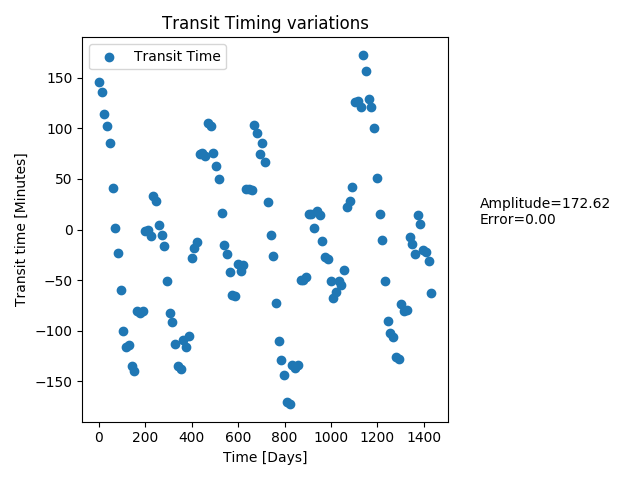 Transit Timing variations
Transit Time
Transit time [Minutes]
150
100
50
0
−50
−100
−150
0 200 400 600 800 1000 1200 1400
Time [Days]
Amplitude=172.62
Error=0.00